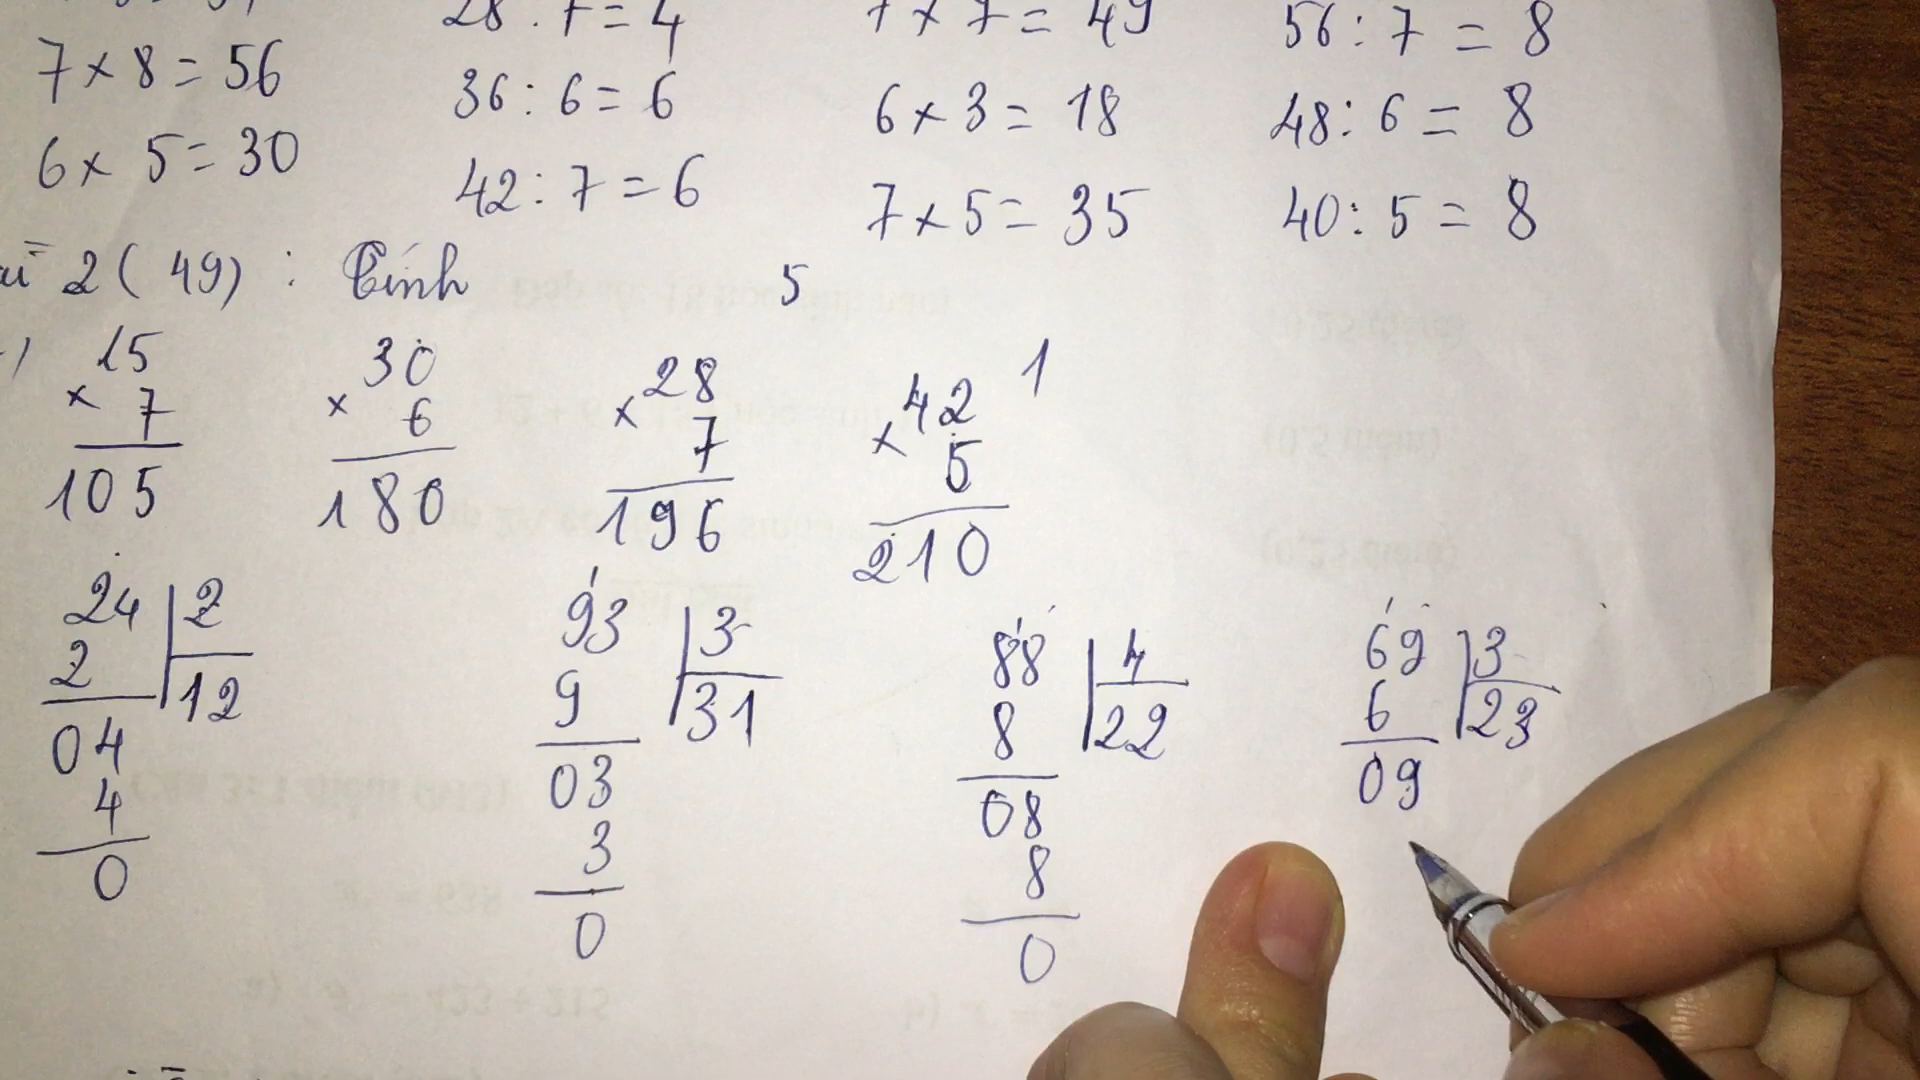 28 : 7 = 4 7 × 7 = 49 56 : 7 = 8
7 × 8 = 56 36 : 6 = 6 6 × 3 = 18 48 : 6 = 8
6 × 5 = 30 42 : 7 = 6 7 × 5 = 35 40 : 5 = 8
2 ( 49) : Tính 5
15 30 28 42 1
× 7 × 6 × 7 × 5
105 180 196 210
24 2 93 3 88 4 69 3
2 12 9 31 8 22 6 23
04 03 08 09
4 3 8
0 0 0